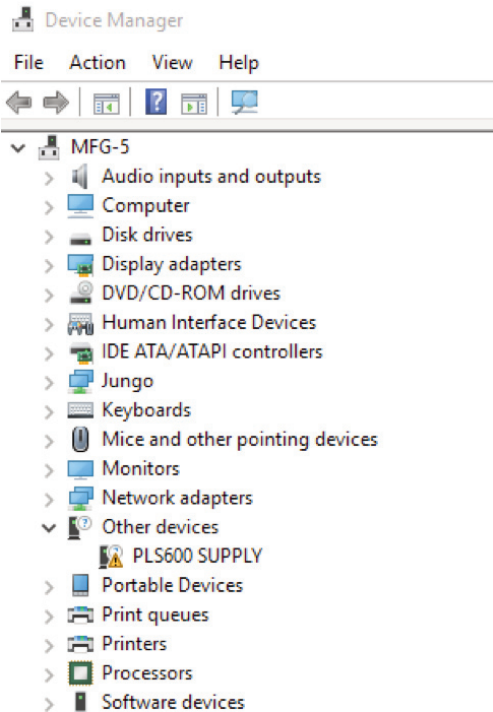 Device Manager
File Action View Help
MFG-5
Audio inputs and outputs
Computer
Disk drives
Display adapters
DVD/CD-ROM drives
Human Interface Devices
IDE ATA/ATAPI controllers
Jungo
Keyboards
Mice and other pointing devices
Monitors
Network adapters
Other devices
PLS600 SUPPLY
Portable Devices
Print queues
Printers
Processors
Software devices